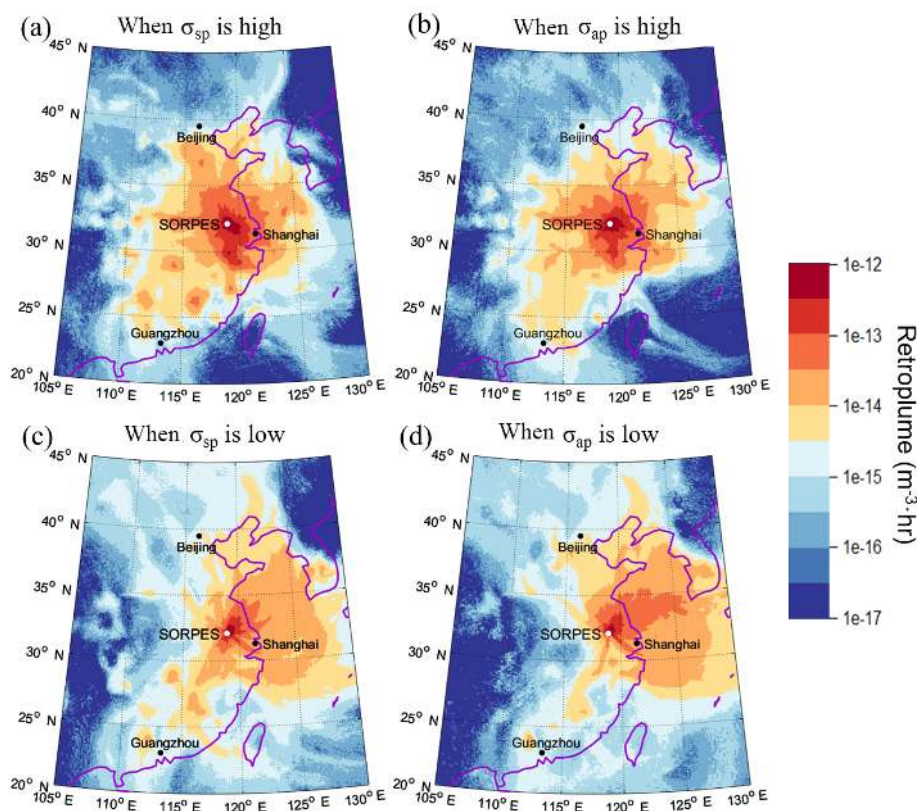 (a) When σsp is high
(b) When σap is high
45° N
40° N
35° N
30° N
25° N
20° N
105° E 110° E 115° E 120° E 125° E 130° E
Beijing
SORPES
Shanghai
Guangzhou
45° N
40° N
35° N
30° N
25° N
20° N
105° E 110° E 115° E 120° E 125° E 130° E
Beijing
SORPES
Shanghai
Guangzhou
(c) When σsp is low
(d) When σap is low
45° N
40° N
35° N
30° N
25° N
20° N
105° E 110° E 115° E 120° E 125° E 130° E
Beijing
SORPES
Shanghai
Guangzhou
45° N
40° N
35° N
30° N
25° N
20° N
105° E 110° E 115° E 120° E 125° E 130° E
Beijing
SORPES
Shanghai
Guangzhou
1e-12
1e-13
1e-14
1e-15
1e-16
1e-17
Retroplume (m⁻³·hr)